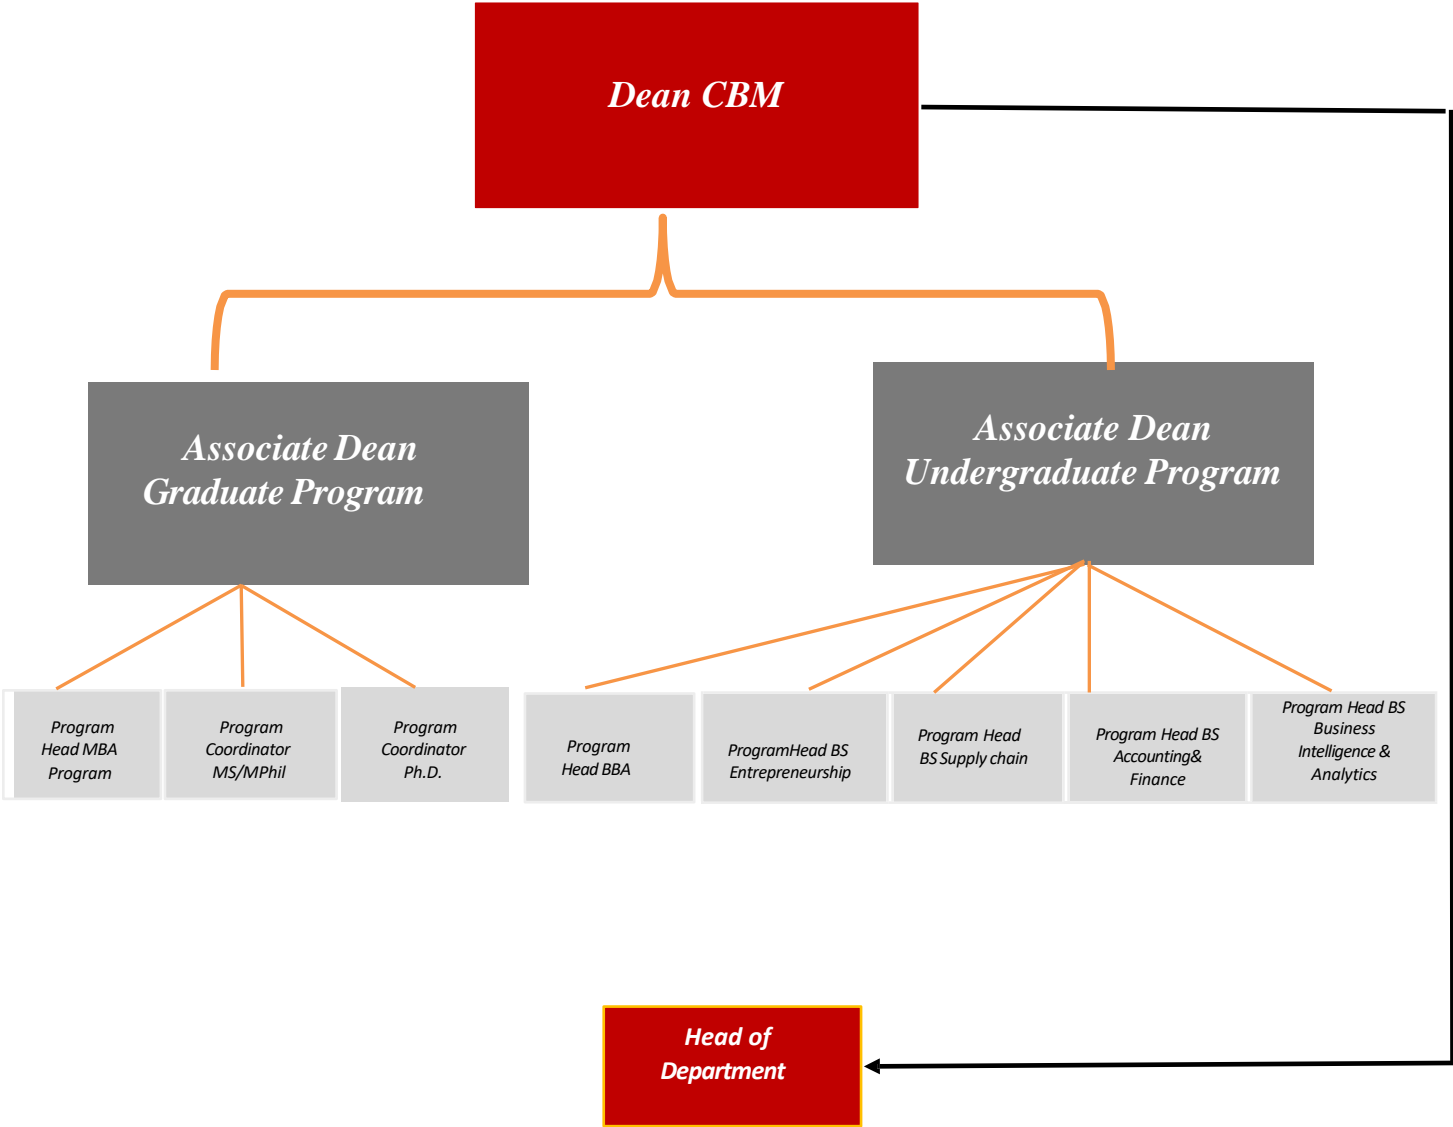 Dean CBM
Associate Dean
Graduate Program
Associate Dean
Undergraduate Program
Program
Head MBA
Program
Program
Coordinator
MS/MPhil
Program
Coordinator
Ph.D.
Program
Head BBA
ProgramHead BS
Entrepreneurship
Program Head
BS Supply chain
Program Head BS
Accounting&
Finance
Program Head BS
Business
Intelligence &
Analytics
Head of
Department